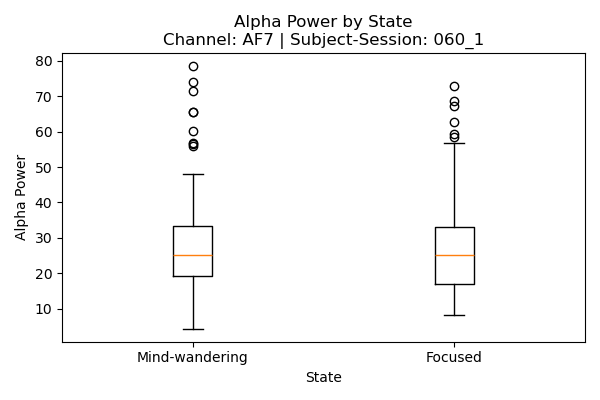 Alpha Power by State
Channel: AF7 | Subject-Session: 060_1
Alpha Power
80
70
60
50
40
30
20
10
Mind-wandering
Focused
State